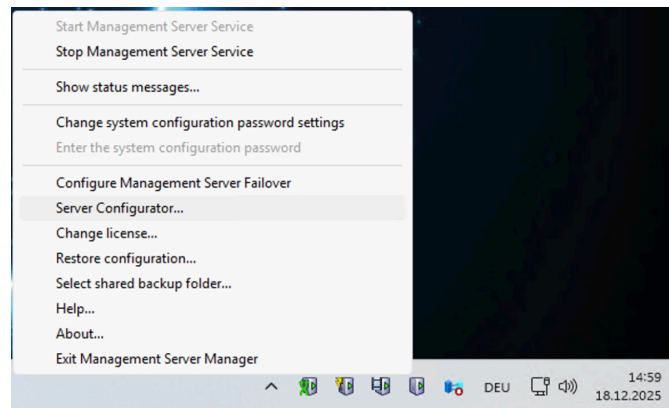 Start Management Server Service
Stop Management Server Service
Show status messages...
Change system configuration password settings
Enter the system configuration password
Configure Management Server Failover
Server Configurator...
Change license...
Restore configuration...
Select shared backup folder...
Help...
About...
Exit Management Server Manager
DEU
14:59
18.12.2025